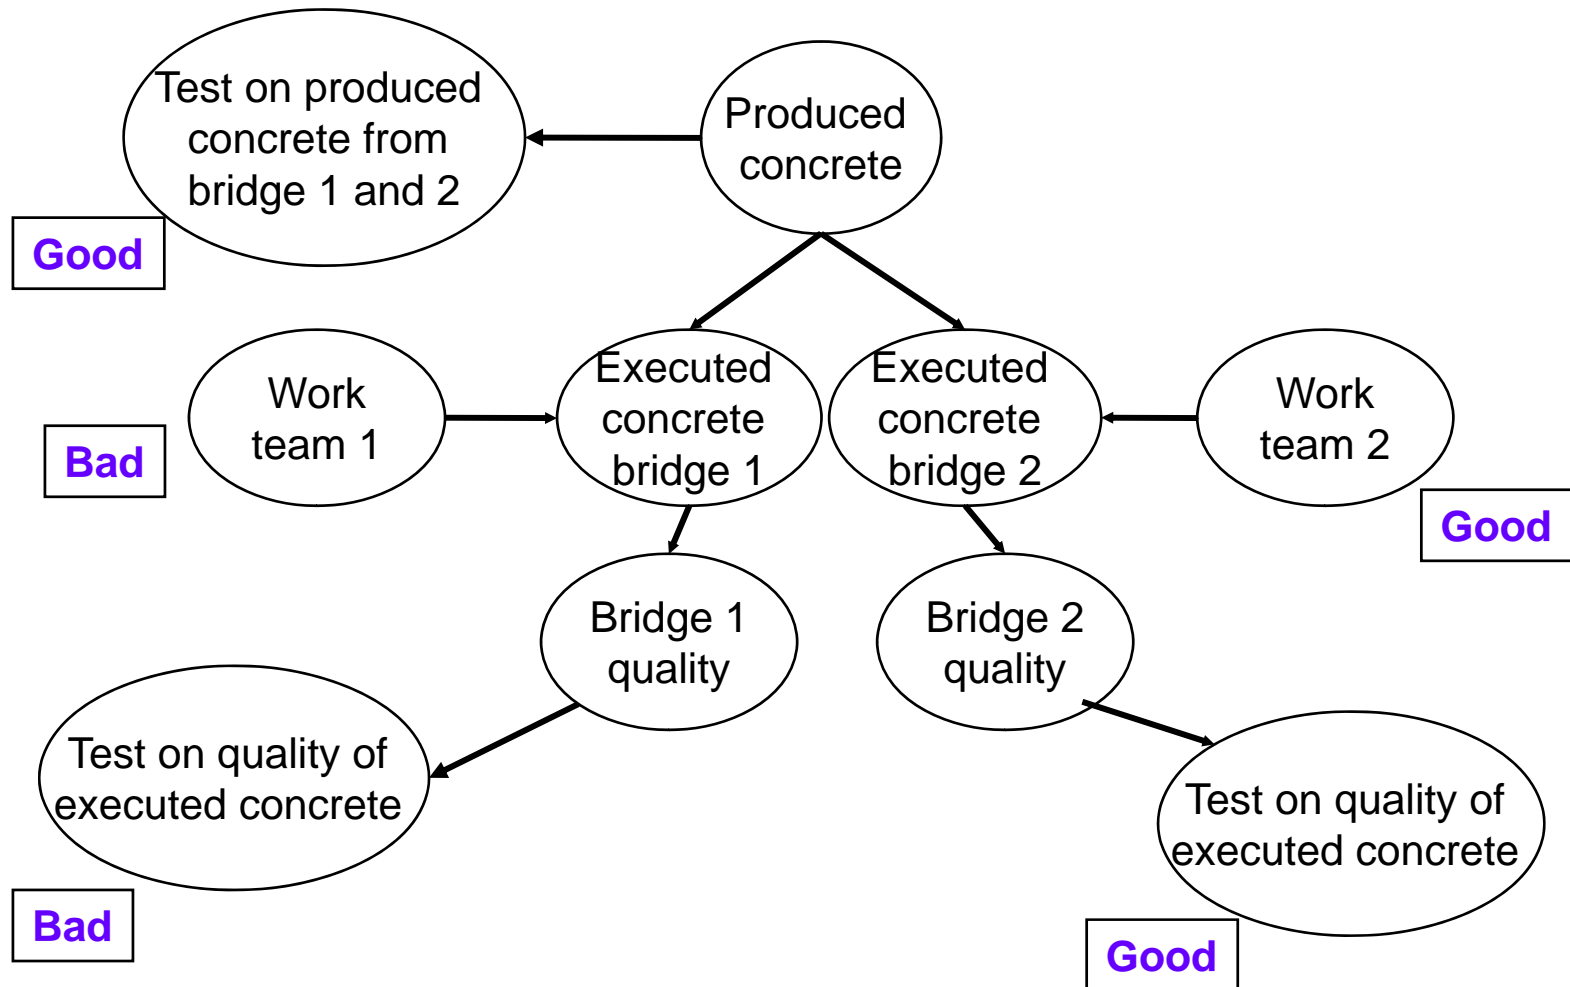 Test on produced
concrete from
bridge 1 and 2
Produced
concrete
Good
Work
team 1
Executed
concrete
bridge 1
Executed
concrete
bridge 2
Work
team 2
Bad
Good
Bridge 1
quality
Bridge 2
quality
Test on quality of
executed concrete
Test on quality of
executed concrete
Bad
Good